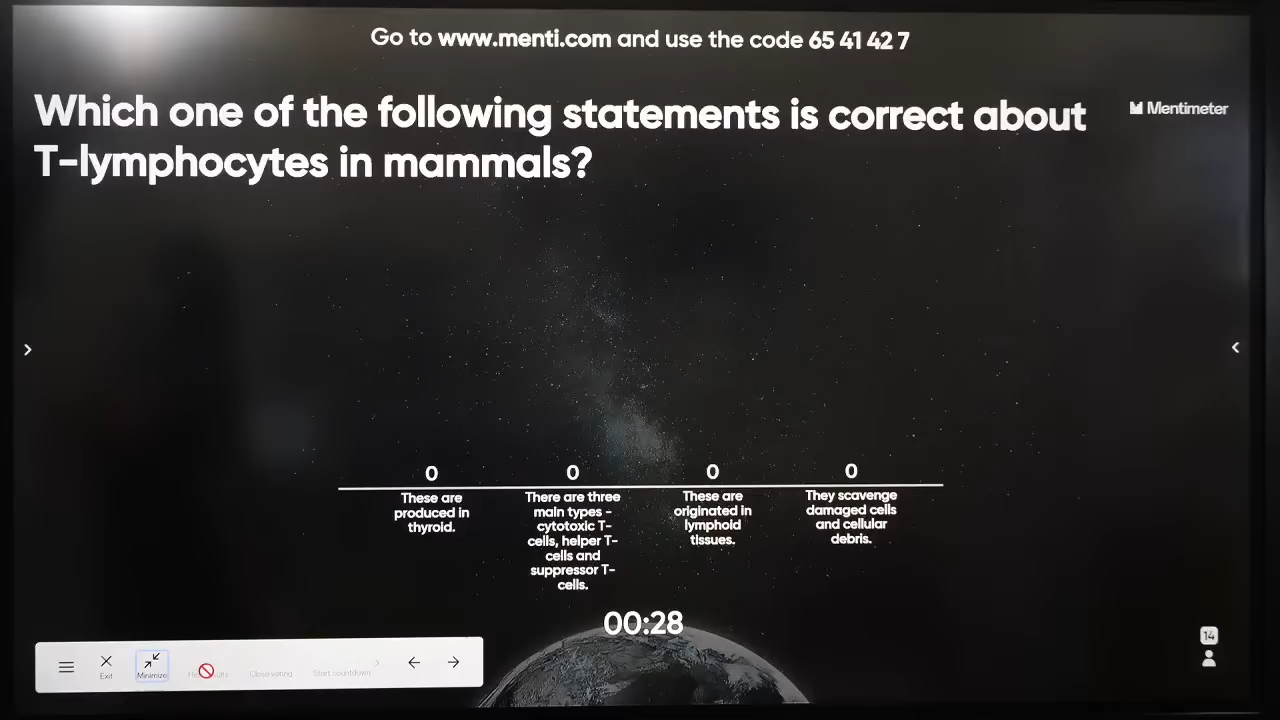 Go to www.menti.com and use the code 65 41 42 7
Which one of the following statements is correct about
T-lymphocytes in mammals?
Mentimeter
0
These are
produced in
thyroid.
0
There are three
main types -
cytotoxic T-
cells, helper T-
cells and
suppressor T-
cells.
0
These are
originated in
lymphoid
tissues.
0
They scavenge
damaged cells
and cellular
debris.
00:28
14
Exit
Minimize
Close voting
Start countdown